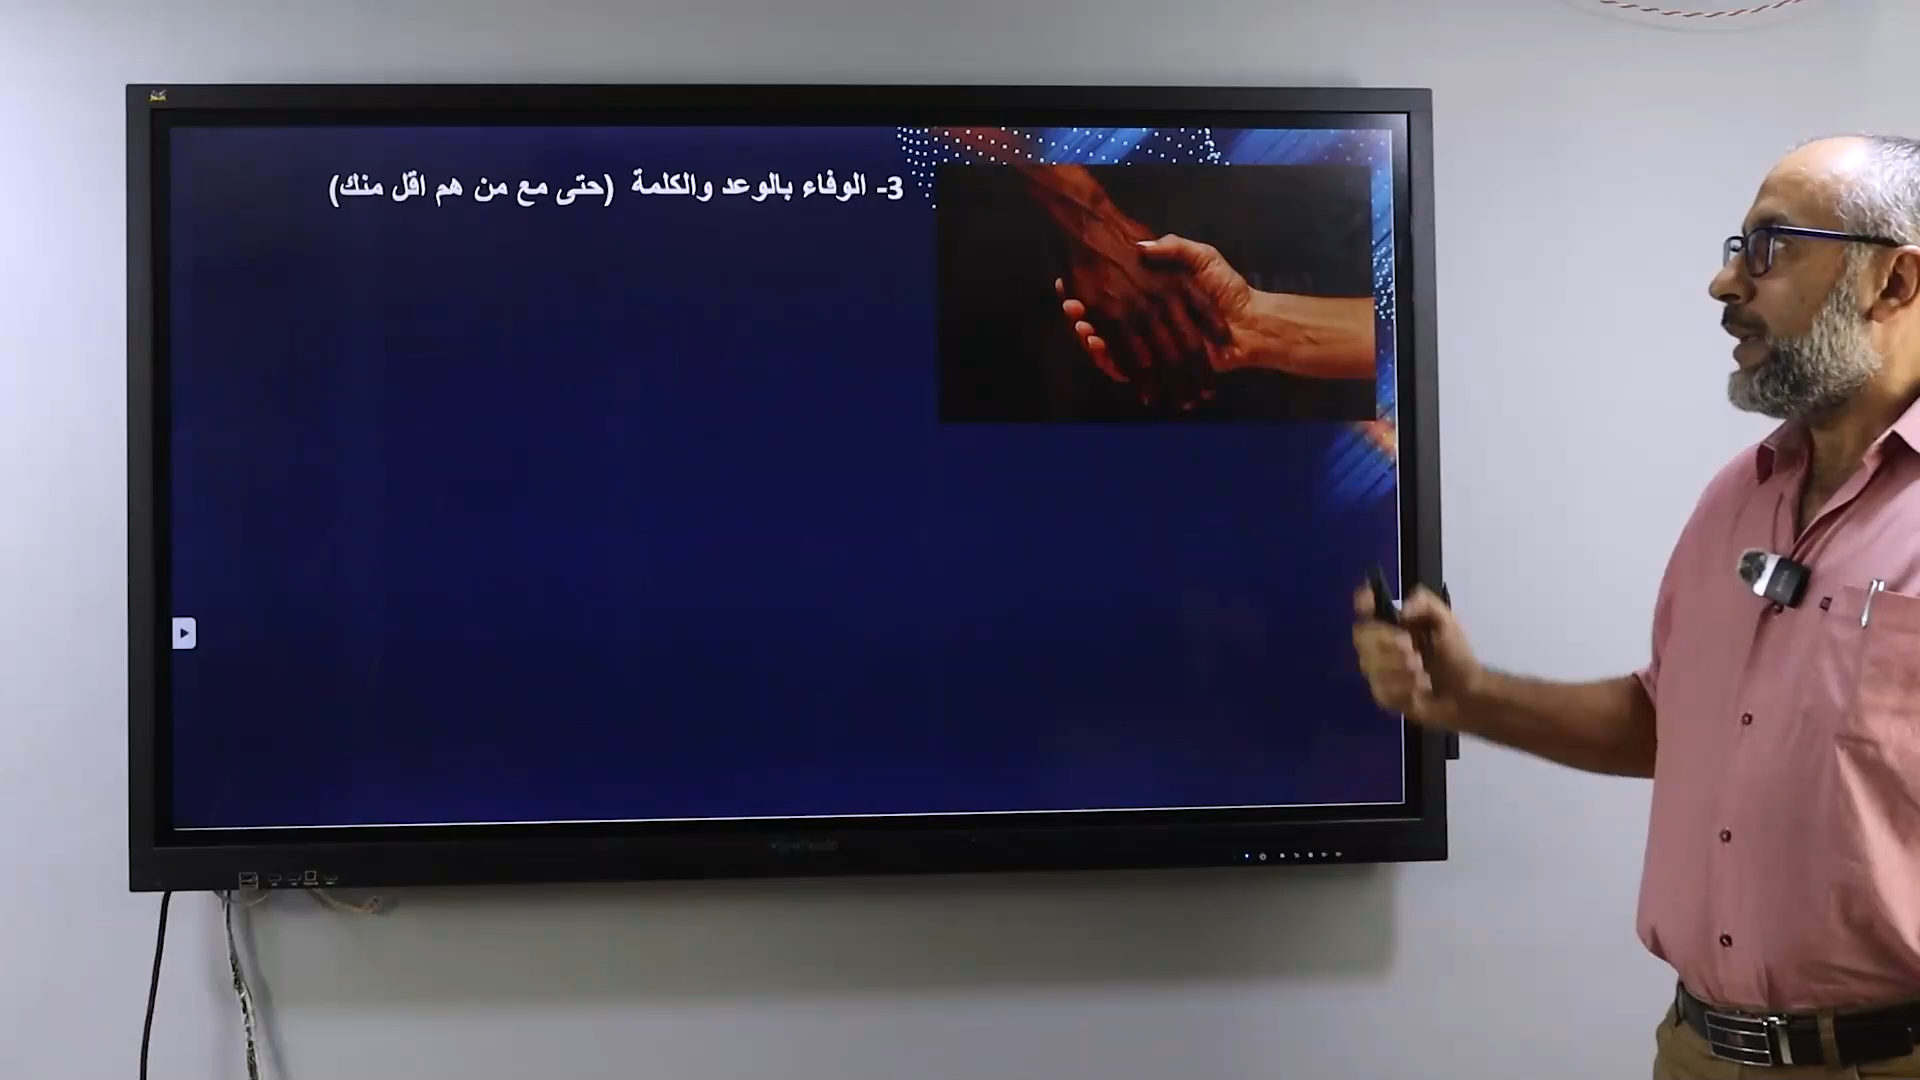 3- الوفاء بالوعد والكلمة (حتى مع من هم اقل منك)